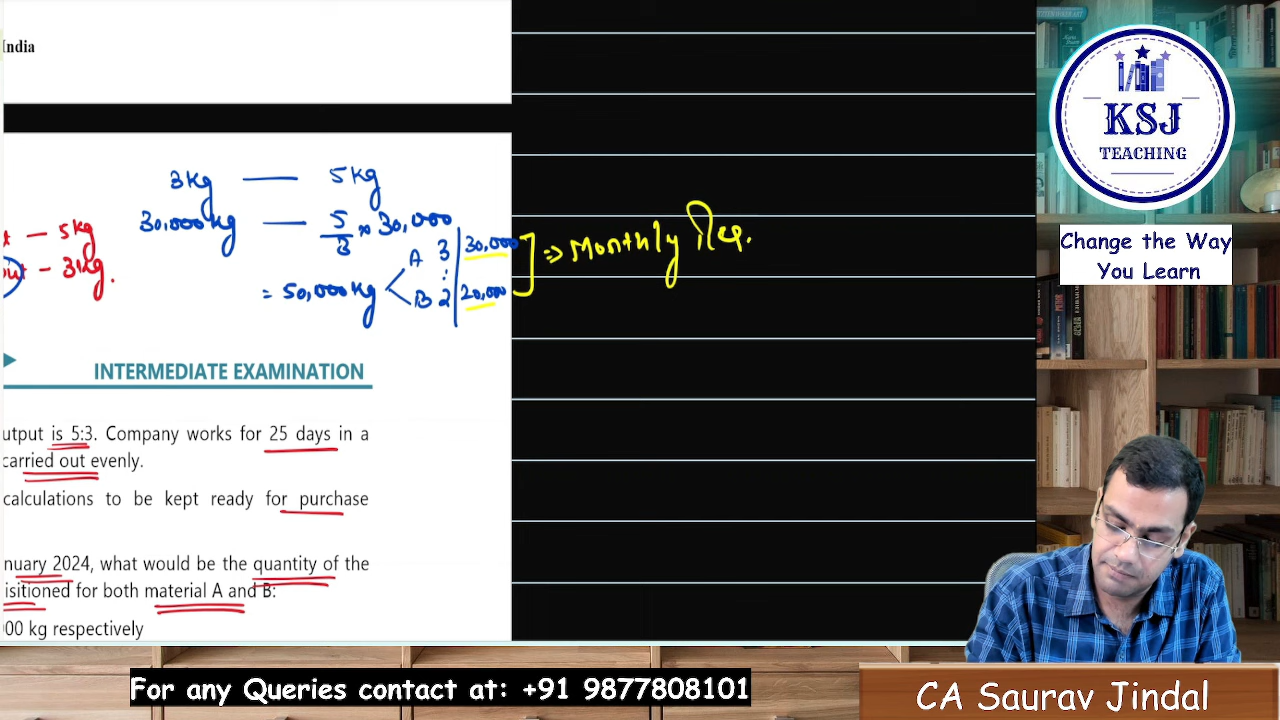 India
3kg — 5kg
30,000kg — 5/3 × 30,000
t — 5kg
— 3kg.
= 50,000kg
A 3 30,000
:
B 2 20,000
⇒ Monthly Req.
INTERMEDIATE EXAMINATION
utput is 5:3. Company works for 25 days in a
carried out evenly.
calculations to be kept ready for purchase
nuary 2024, what would be the quantity of the
isitioned for both material A and B:
00 kg respectively
KSJ
TEACHING
Change the Way
You Learn
For any Queries contact at: +91 9877808101
CA Saurav Jindal